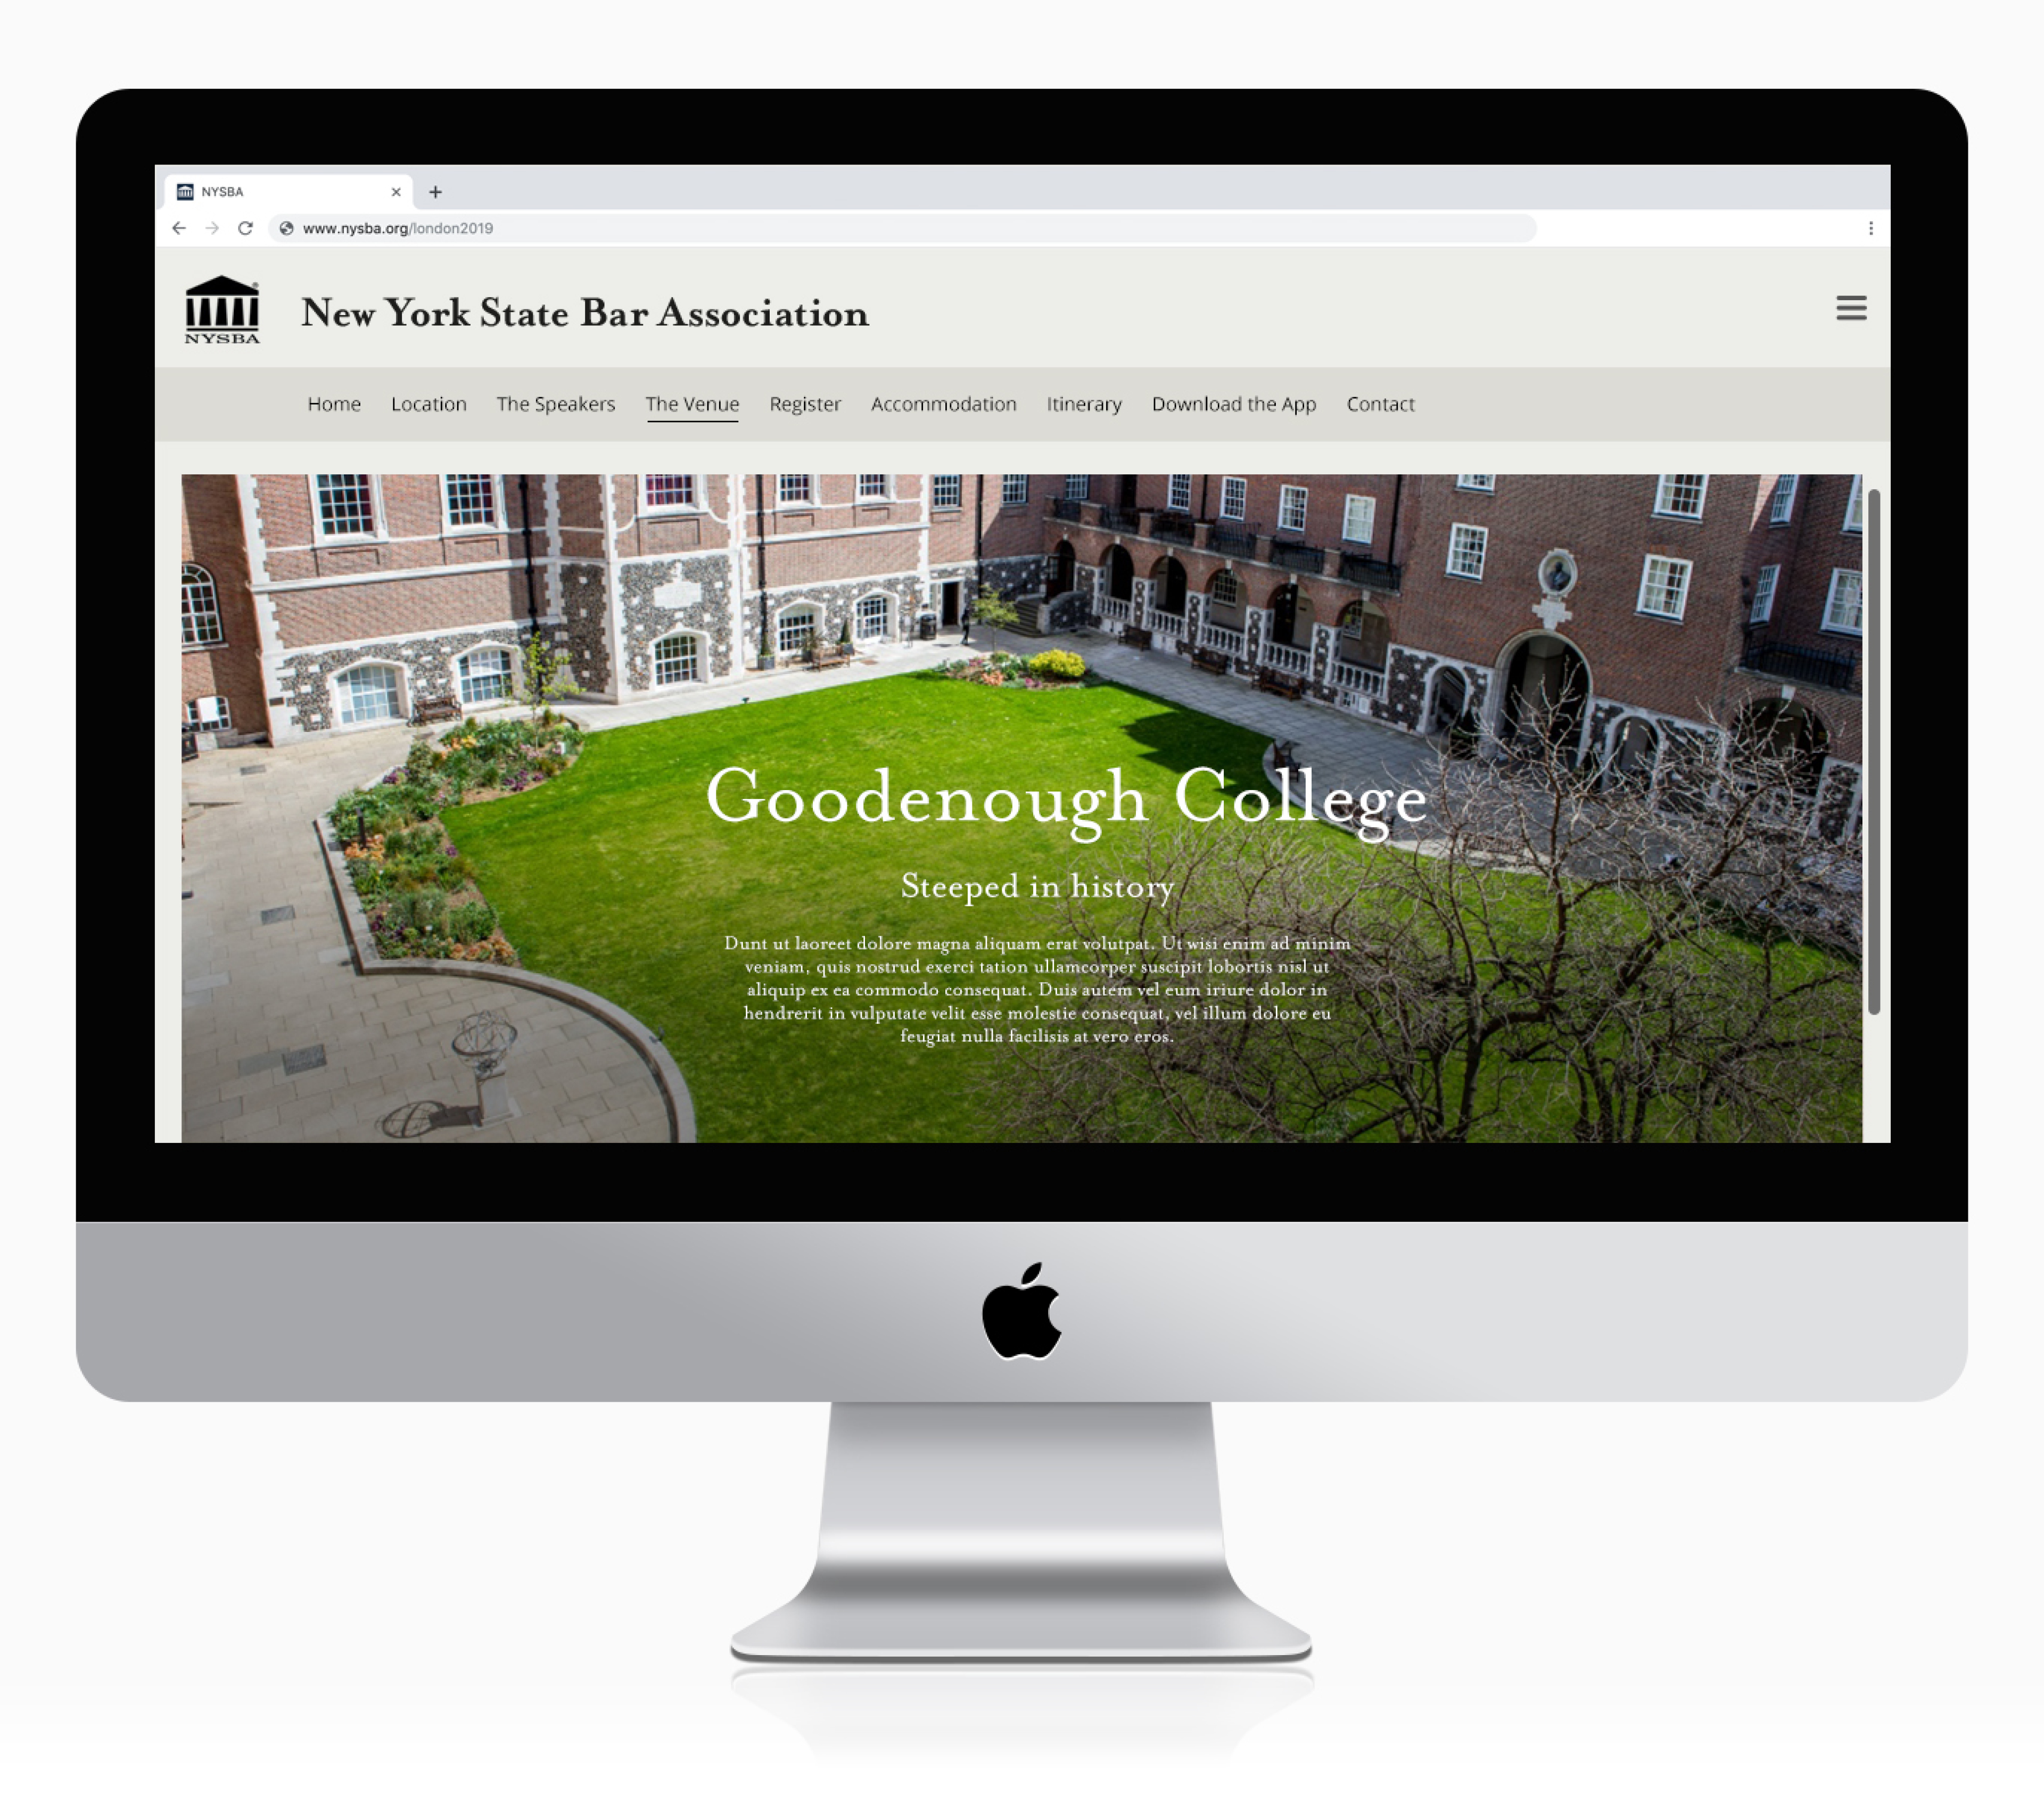 NYSBA
www.nysba.org/london2019
NYSBA
New York State Bar Association
Home Location The Speakers The Venue Register Accommodation Itinerary Download the App Contact
Goodenough College
Steeped in history
Dunt ut laoreet dolore magna aliquam erat volutpat. Ut wisi enim ad minim
veniam, quis nostrud exerci tation ullamcorper suscipit lobortis nisl ut
aliquip ex ea commodo consequat. Duis autem vel eum iriure dolor in
hendrerit in vulputate velit esse molestie consequat, vel illum dolore eu
feugiat nulla facilisis at vero eros.